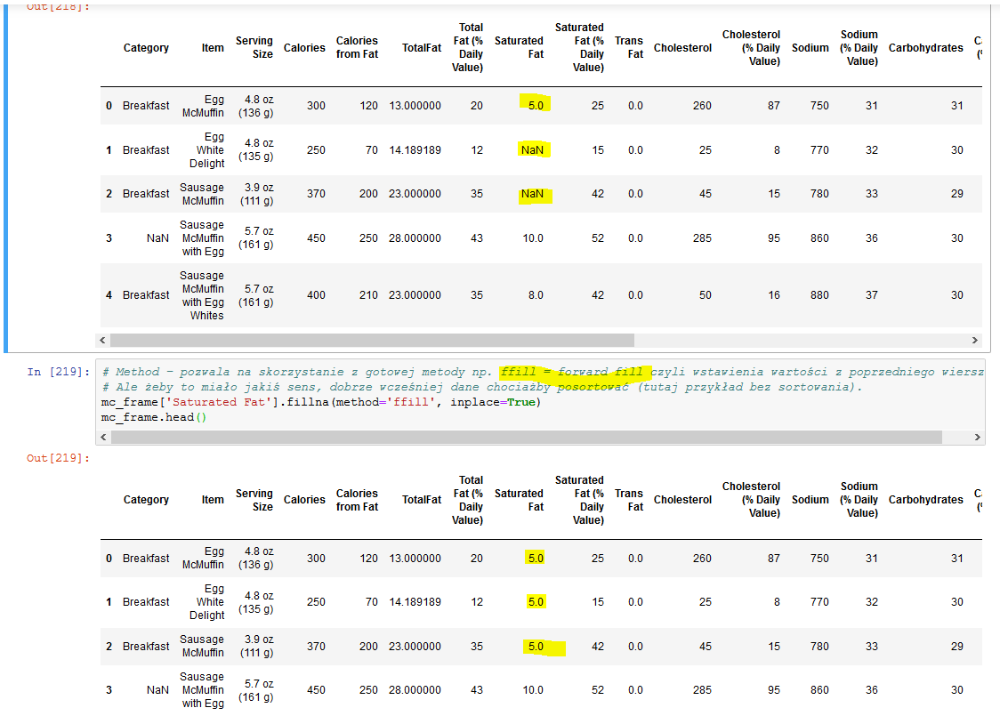 Out[218]:
Category Item Serving Size Calories Calories from Fat TotalFat Total Fat (% Daily Value) Saturated Fat Saturated Fat (% Daily Value) Trans Fat Cholesterol Cholesterol (% Daily Value) Sodium Sodium (% Daily Value) Carbohydrates
0 Breakfast Egg McMuffin 4.8 oz (136 g) 300 120 13.000000 20 5.0 25 0.0 260 87 750 31 31
1 Breakfast Egg White Delight 4.8 oz (135 g) 250 70 14.189189 12 NaN 15 0.0 25 8 770 32 30
2 Breakfast Sausage McMuffin 3.9 oz (111 g) 370 200 23.000000 35 NaN 42 0.0 45 15 780 33 29
3 NaN Sausage McMuffin with Egg 5.7 oz (161 g) 450 250 28.000000 43 10.0 52 0.0 285 95 860 36 30
4 Breakfast Sausage McMuffin with Egg Whites 5.7 oz (161 g) 400 210 23.000000 35 8.0 42 0.0 50 16 880 37 30
In [219]:
# Method - pozwala na skorzystanie z gotowej metody np. ffill = forward fill czyli wstawienia wartości z poprzedniego wiersz
# Ale żeby to miało jakiś sens, dobrze wcześniej dane chociażby posortować (tutaj przykład bez sortowania).
mc_frame['Saturated Fat'].fillna(method='ffill', inplace=True)
mc_frame.head()
Out[219]:
Category Item Serving Size Calories Calories from Fat TotalFat Total Fat (% Daily Value) Saturated Fat Saturated Fat (% Daily Value) Trans Fat Cholesterol Cholesterol (% Daily Value) Sodium Sodium (% Daily Value) Carbohydrates
0 Breakfast Egg McMuffin 4.8 oz (136 g) 300 120 13.000000 20 5.0 25 0.0 260 87 750 31 31
1 Breakfast Egg White Delight 4.8 oz (135 g) 250 70 14.189189 12 5.0 15 0.0 25 8 770 32 30
2 Breakfast Sausage McMuffin 3.9 oz (111 g) 370 200 23.000000 35 5.0 42 0.0 45 15 780 33 29
3 NaN Sausage McMuffin with Egg 5.7 oz (161 g) 450 250 28.000000 43 10.0 52 0.0 285 95 860 36 30